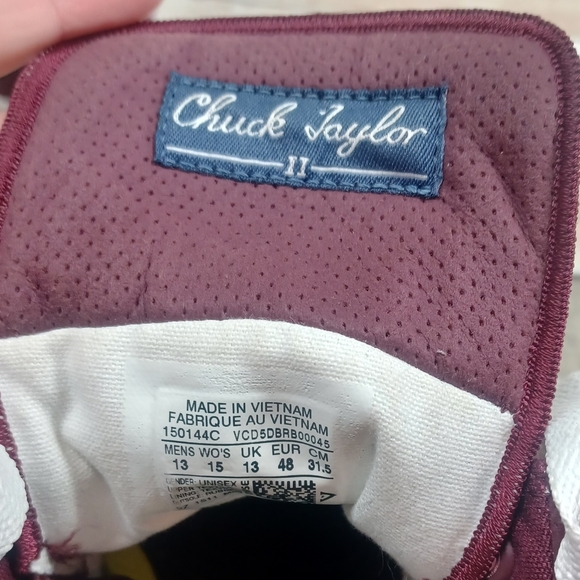 Chuck Taylor
II
MADE IN VIETNAM
FABRIQUE AU VIETNAM
150144C VCD5DBRB00045
MENS WO'S UK EUR CM
13 15 13 48 31.5
GENDER: UNISEX